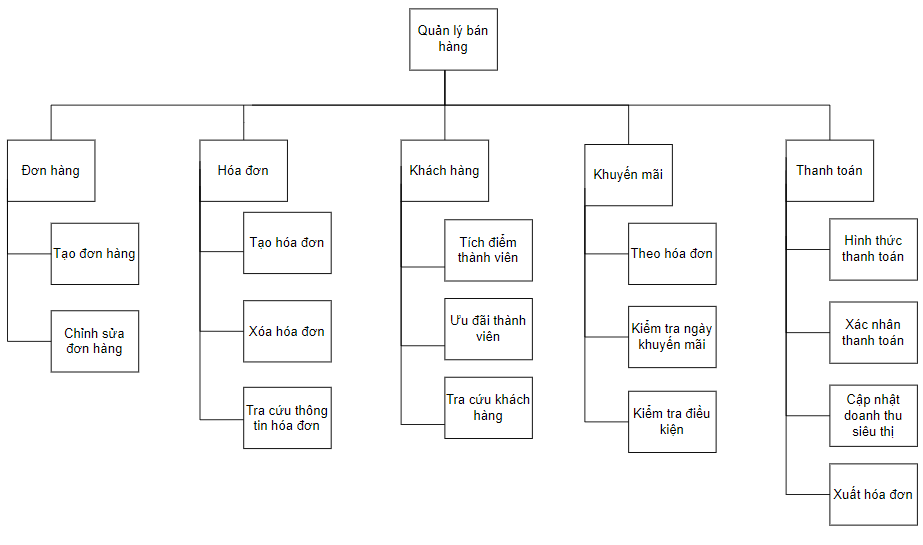 Quản lý bán
hàng
Đơn hàng
Hóa đơn
Khách hàng
Khuyến mãi
Thanh toán
Tạo đơn hàng
Chỉnh sửa
đơn hàng
Tạo hóa đơn
Xóa hóa đơn
Tra cứu thông
tin hóa đơn
Tích điểm
thành viên
Ưu đãi thành
viên
Tra cứu khách
hàng
Theo hóa đơn
Kiểm tra ngày
khuyến mãi
Kiểm tra điều
kiện
Hình thức
thanh toán
Xác nhân
thanh toán
Cập nhật
doanh thu
siêu thị
Xuất hóa đơn